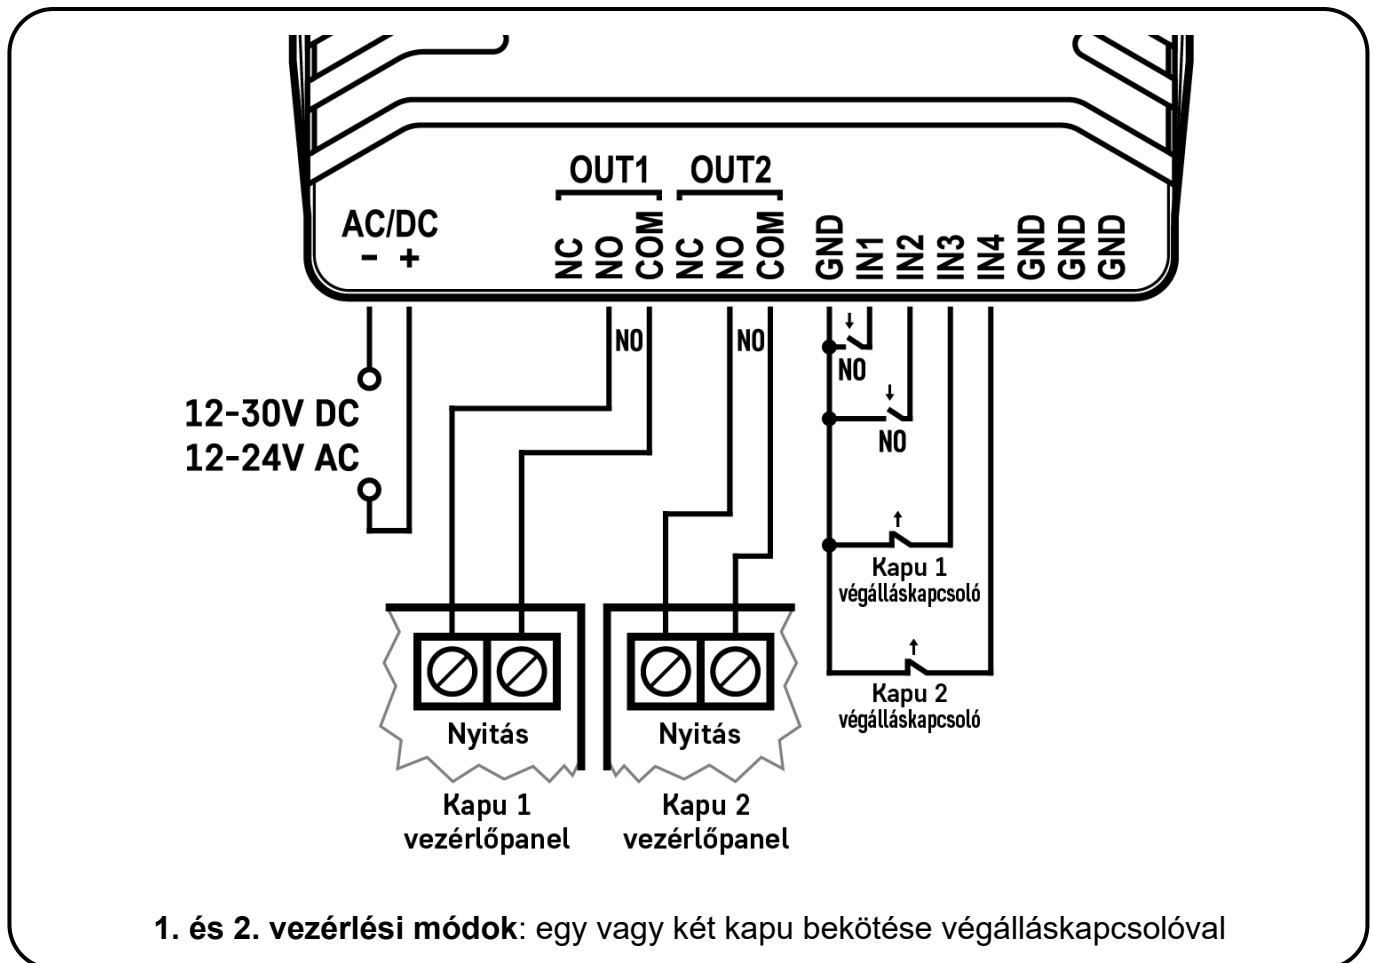 OUT1 OUT2
AC/DC
- +
NC NO COM NC NO COM GND IN1 IN2 IN3 IN4 GND GND GND
NO NO
NO
12-30V DC
NO
12-24V AC
Kapu 1
végálláskapcsoló
Kapu 2
végálláskapcsoló
Nyitás Nyitás
Kapu 1
vezérlőpanel
Kapu 2
vezérlőpanel
1. és 2. vezérlési módok: egy vagy két kapu bekötése végálláskapcsolóval